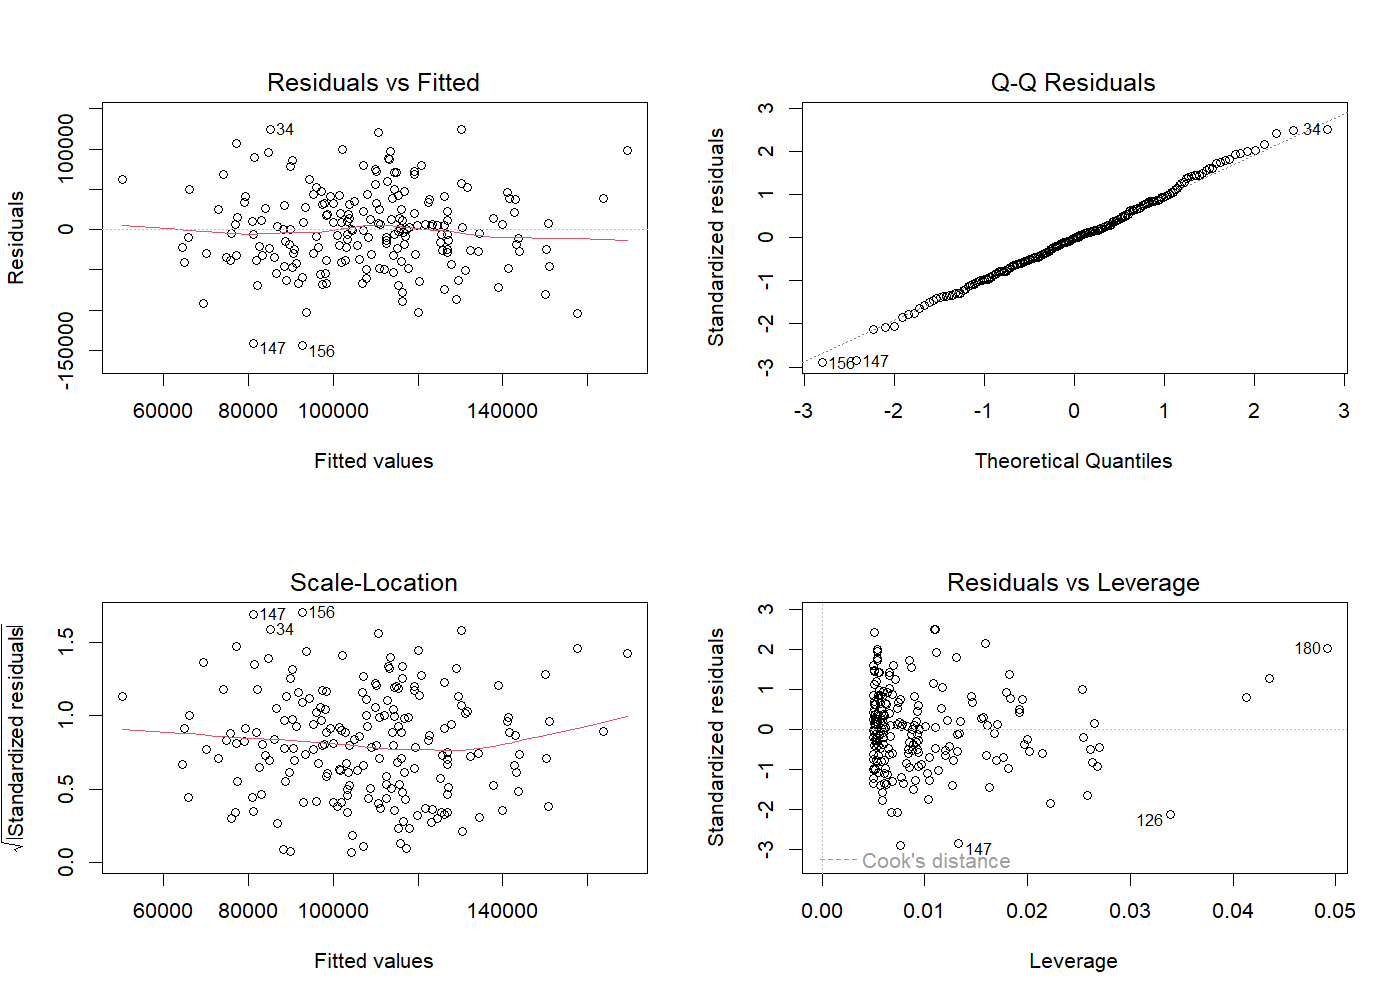 Residuals vs Fitted
Residuals
100000
0
-150000
34
147
156
60000 80000 100000 140000
Fitted values
Q-Q Residuals
Standardized residuals
3
2
1
0
-1
-2
-3
34
156
147
-3 -2 -1 0 1 2 3
Theoretical Quantiles
Scale-Location
√|Standardized residuals|
1.5
1.0
0.5
0.0
147
156
34
60000 80000 100000 140000
Fitted values
Residuals vs Leverage
Standardized residuals
3
2
1
0
-1
-2
-3
180
126
147
Cook's distance
0.00 0.01 0.02 0.03 0.04 0.05
Leverage